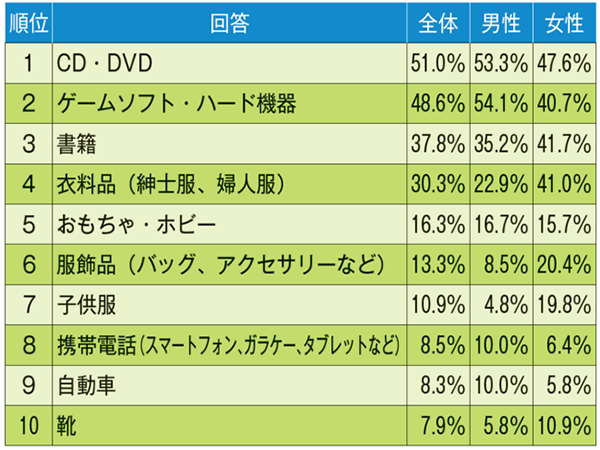 順位 回答 全体 男性 女性
1 CD・DVD 51.0% 53.3% 47.6%
2 ゲームソフト・ハード機器 48.6% 54.1% 40.7%
3 書籍 37.8% 35.2% 41.7%
4 衣料品（紳士服、婦人服） 30.3% 22.9% 41.0%
5 おもちゃ・ホビー 16.3% 16.7% 15.7%
6 服飾品（バッグ、アクセサリーなど） 13.3% 8.5% 20.4%
7 子供服 10.9% 4.8% 19.8%
8 携帯電話（スマートフォン、ガラケー、タブレットなど） 8.5% 10.0% 6.4%
9 自動車 8.3% 10.0% 5.8%
10 靴 7.9% 5.8% 10.9%